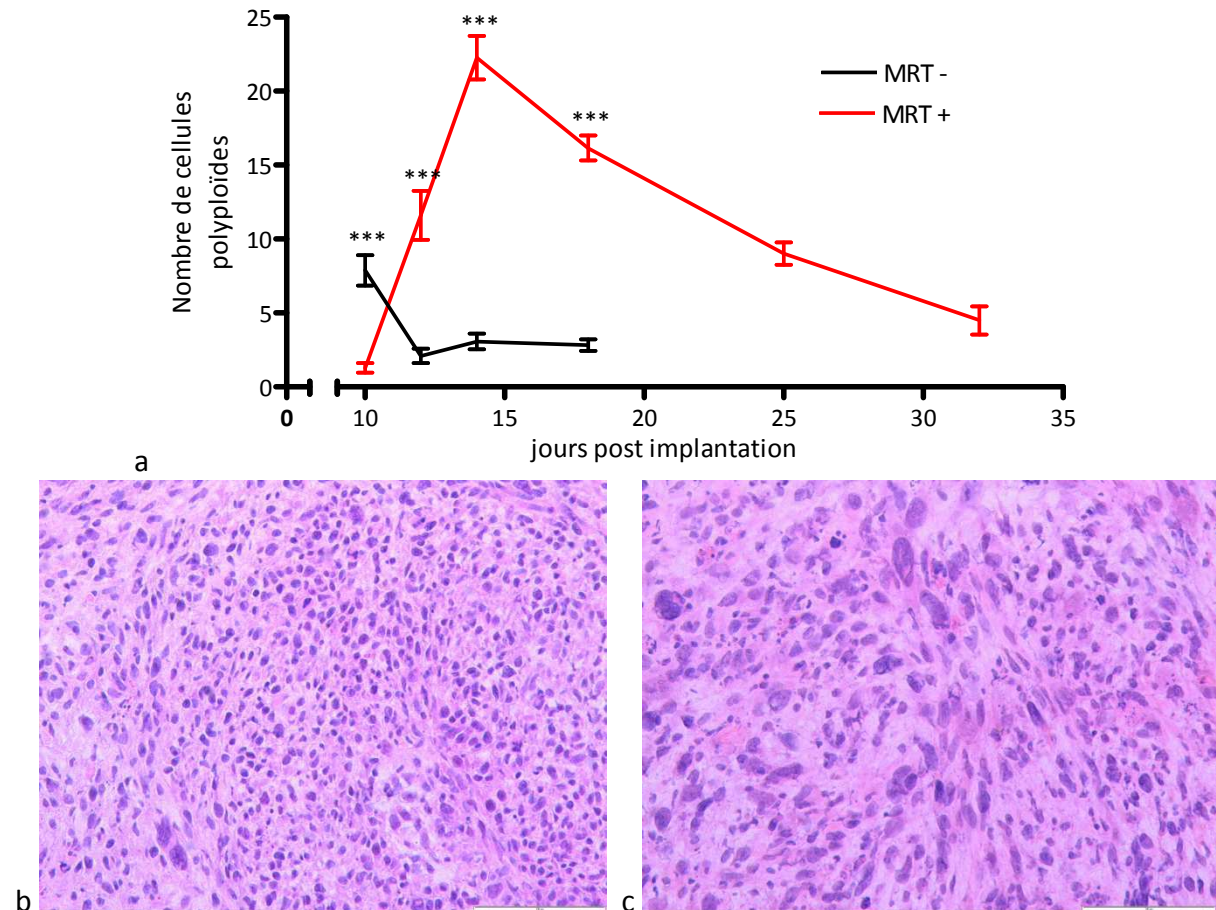 Nombre de cellules
polyploïdes
25
20
15
10
5
0
***
***
***
***
MRT -
MRT +
0 10 15 20 25 30 35
jours post implantation
a
b
c